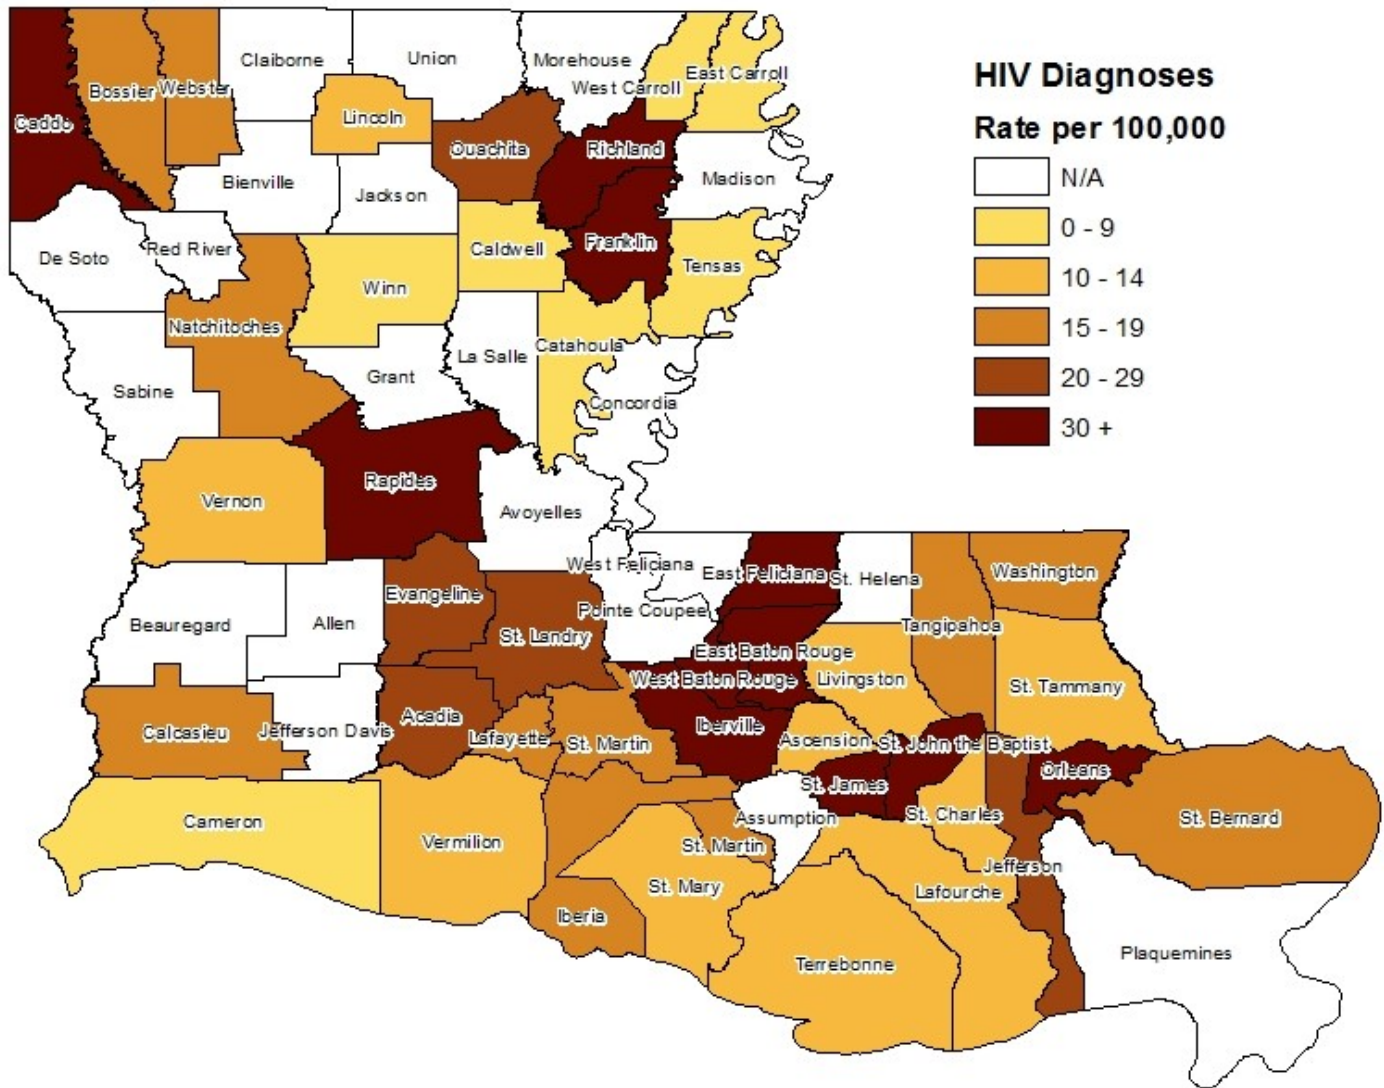 HIV Diagnoses
Rate per 100,000
N/A
0 - 9
10 - 14
15 - 19
20 - 29
30 +
Caddo
Bossier
Webster
Claiborne
Union
Morehouse
West Carroll
East Carroll
Lincoln
Ouachita
Richland
Madison
Bienville
Jackson
De Soto
Red River
Winn
Caldwell
Franklin
Tensas
Natchitoches
Sabine
Grant
La Salle
Catahoula
Concordia
Vernon
Rapides
Avoyelles
West Feliciana
East Feliciana
St. Helena
Washington
Beauregard
Allen
Evangeline
St. Landry
Pointe Coupee
Tangipahoa
East Baton Rouge
West Baton Rouge
Livingston
St. Tammany
Calcasieu
Jefferson Davis
Acadia
Lafayette
St. Martin
Iberville
Ascension
St. John the Baptist
St. James
Orleans
Cameron
Vermilion
Assumption
St. Charles
St. Bernard
St. Martin
St. Mary
Jefferson
Lafourche
Iberia
Terrebonne
Plaquemines